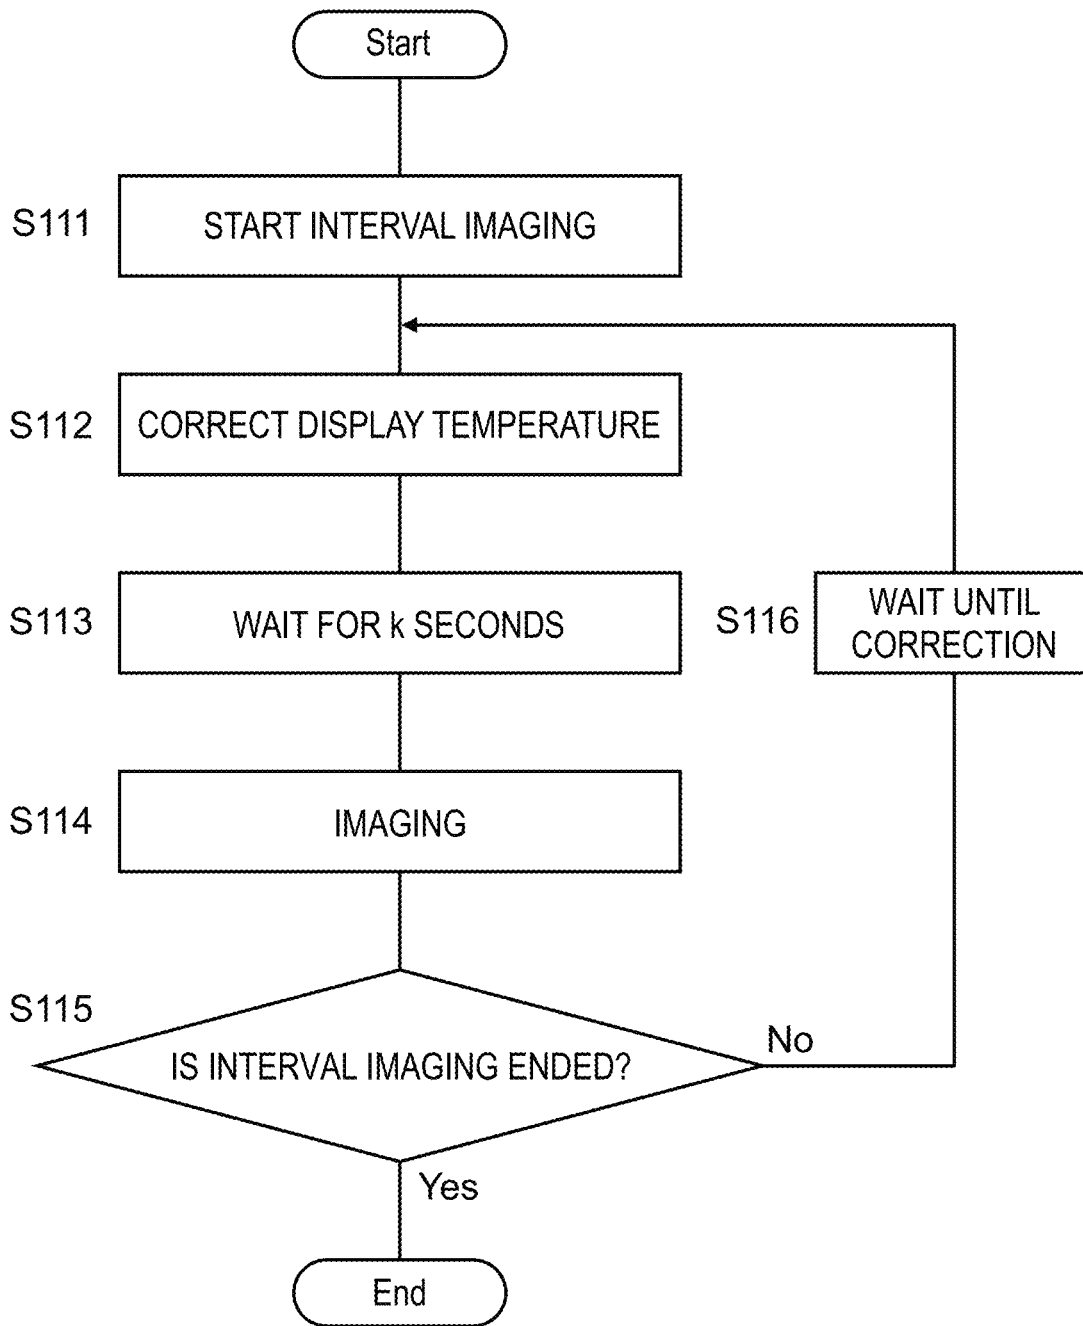 Start
S111
START INTERVAL IMAGING
S112
CORRECT DISPLAY TEMPERATURE
S113
WAIT FOR k SECONDS
S116
WAIT UNTIL
CORRECTION
S114
IMAGING
S115
IS INTERVAL IMAGING ENDED?
No
Yes
End